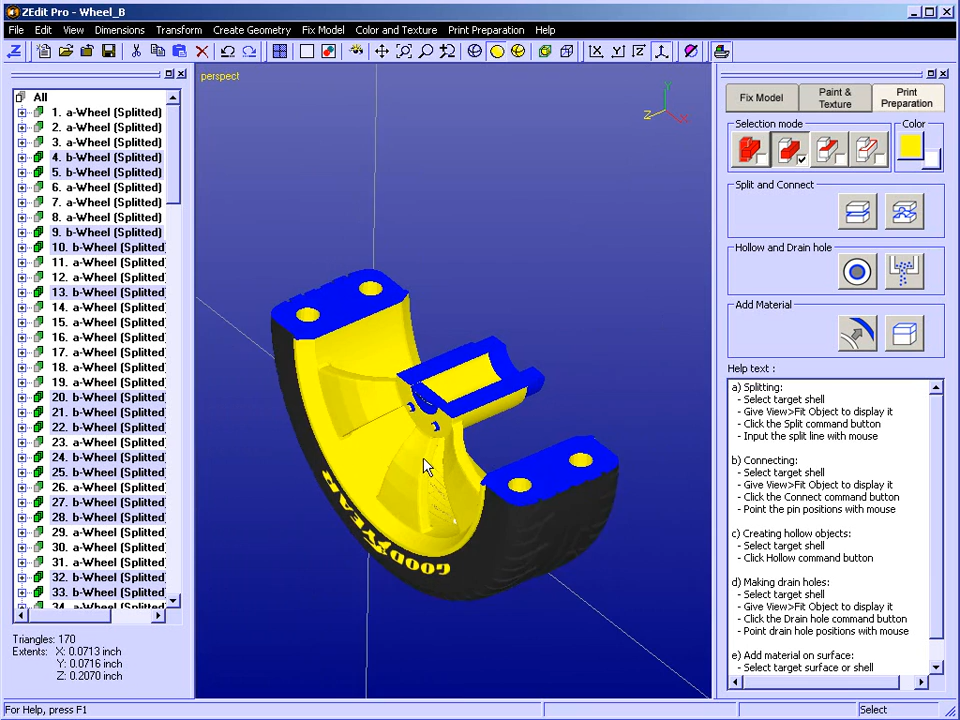 ZEdit Pro - Wheel_B
File Edit View Dimensions Transform Create Geometry Fix Model Color and Texture Print Preparation Help
All
1. a-Wheel (Splitted)
2. a-Wheel (Splitted)
3. a-Wheel (Splitted)
4. b-Wheel (Splitted)
5. b-Wheel (Splitted)
6. a-Wheel (Splitted)
7. a-Wheel (Splitted)
8. a-Wheel (Splitted)
9. b-Wheel (Splitted)
10. b-Wheel (Splitted)
11. a-Wheel (Splitted)
12. a-Wheel (Splitted)
13. b-Wheel (Splitted)
14. a-Wheel (Splitted)
15. a-Wheel (Splitted)
16. a-Wheel (Splitted)
17. a-Wheel (Splitted)
18. a-Wheel (Splitted)
19. a-Wheel (Splitted)
20. b-Wheel (Splitted)
21. b-Wheel (Splitted)
22. b-Wheel (Splitted)
23. a-Wheel (Splitted)
24. b-Wheel (Splitted)
25. b-Wheel (Splitted)
26. a-Wheel (Splitted)
27. b-Wheel (Splitted)
28. b-Wheel (Splitted)
29. a-Wheel (Splitted)
30. a-Wheel (Splitted)
31. a-Wheel (Splitted)
32. b-Wheel (Splitted)
33. b-Wheel (Splitted)
34. a-Wheel (Splitted)
Triangles: 170
Extents: X: 0.0713 inch
Y: 0.0716 inch
Z: 0.2070 inch
perspect
Y
Z
X
GOODYEAR
Fix Model
Paint & Texture
Print Preparation
Selection mode
Color
Split and Connect
Hollow and Drain hole
Add Material
Help text :
a) Splitting:
- Select target shell
- Give View>Fit Object to display it
- Click the Split command button
- Input the split line with mouse
b) Connecting:
- Select target shell
- Give View>Fit Object to display it
- Click the Connect command button
- Point the pin positions with mouse
c) Creating hollow objects:
- Select target shell
- Click Hollow command button
d) Making drain holes:
- Select target shell
- Give View>Fit Object to display it
- Click the Drain hole command button
- Point drain hole positions with mouse
e) Add material on surface:
- Select target surface or shell
For Help, press F1
Select